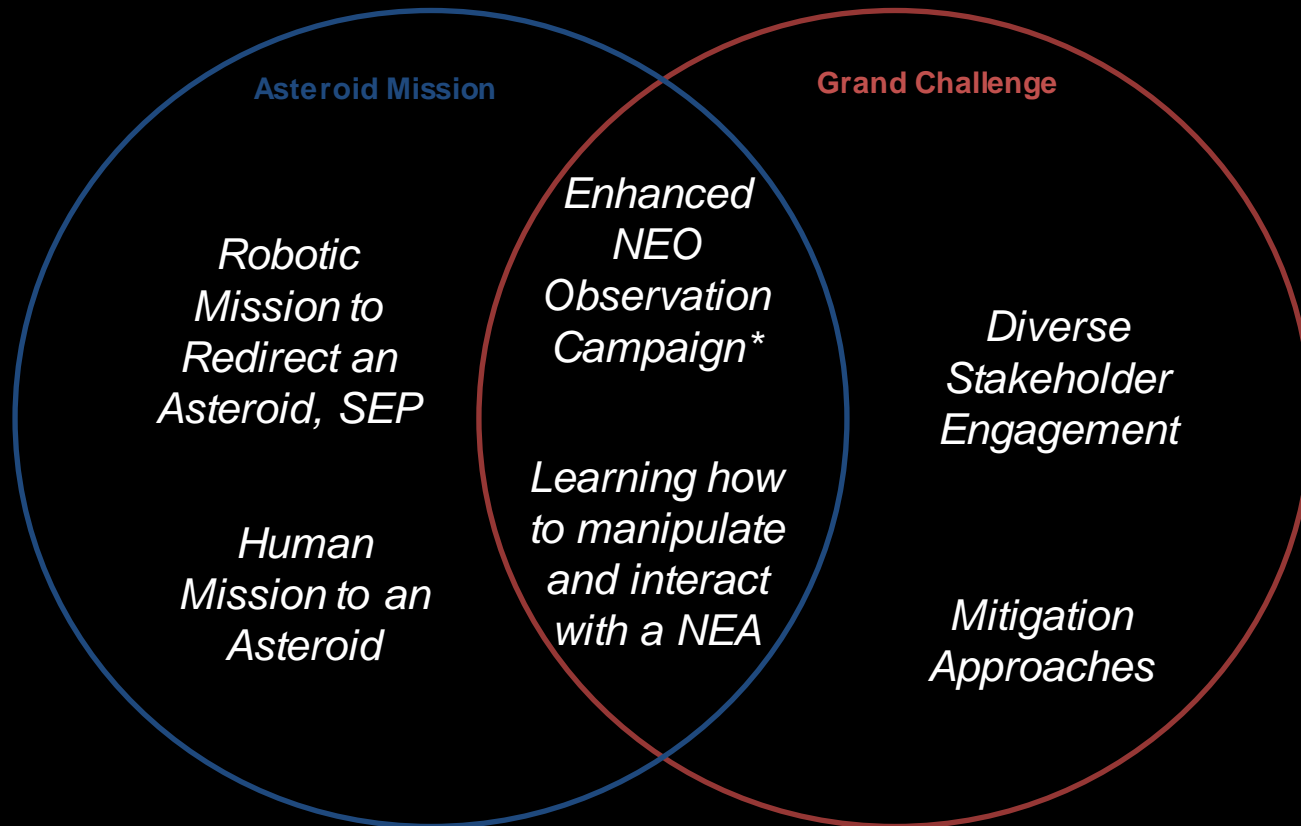 Asteroid Mission
Grand Challenge
Robotic
Mission to
Redirect an
Asteroid, SEP
Human
Mission to an
Asteroid
Enhanced
NEO
Observation
Campaign*
Learning how
to manipulate
and interact
with a NEA
Diverse
Stakeholder
Engagement
Mitigation
Approaches